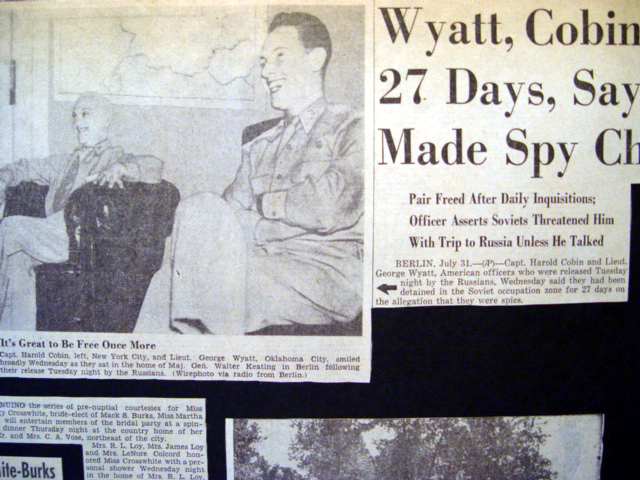 Wyatt, Cobin
27 Days, Say
Made Spy Ch
Pair Freed After Daily Inquisitions;
Officer Asserts Soviets Threatened Him
With Trip to Russia Unless He Talked
BERLIN, July 31.—(AP)—Capt. Harold Cobin and Lieut.
George Wyatt, American officers who were released Tuesday
night by the Russians, Wednesday said they had been
detained in the Soviet occupation zone for 27 days on
the allegation that they were spies.
It's Great to Be Free Once More
Capt. Harold Cobin, left, New York City, and Lieut. George Wyatt, Oklahoma City, smiled
broadly Wednesday as they sat in the home of Maj. Gen. Walter Keating in Berlin following
their release Tuesday night by the Russians. (Wirephoto via radio from Berlin.)
NUING the series of pre-nuptial courtesies for Miss
y Crosswhite, bride-elect of Mack S. Burks, Miss Martha
will entertain members of the bridal party at a spin-
dinner Thursday night at the country home of her
r. and Mrs. C. A. Vose, northeast of the city.
Mrs. R. L. Loy, Mrs. James Loy
and Mrs. LeNore Colcord hon-
ored Miss Crosswhite with a per-
sonal shower Wednesday night
in the home of Mrs. R. L. Loy,
ite-Burks